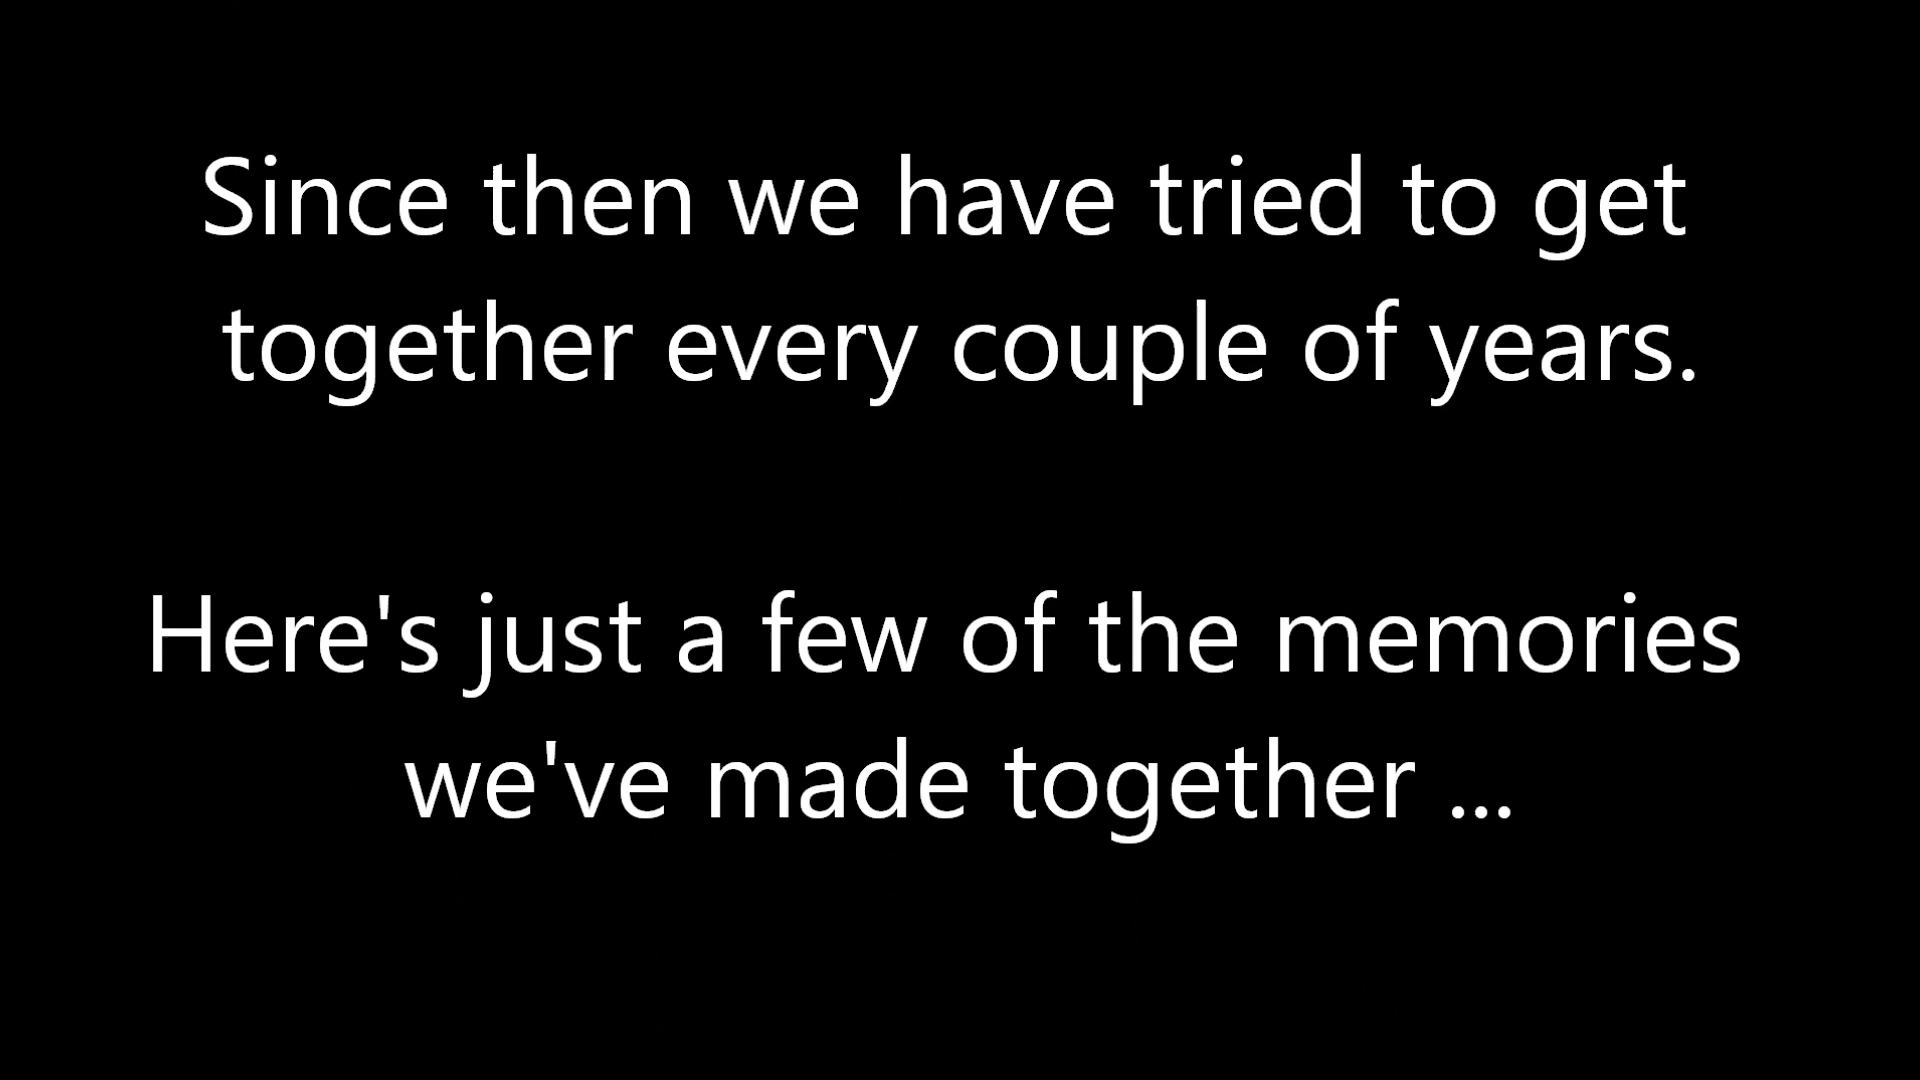 Since then we have tried to get
together every couple of years.
Here's just a few of the memories
we've made together ...